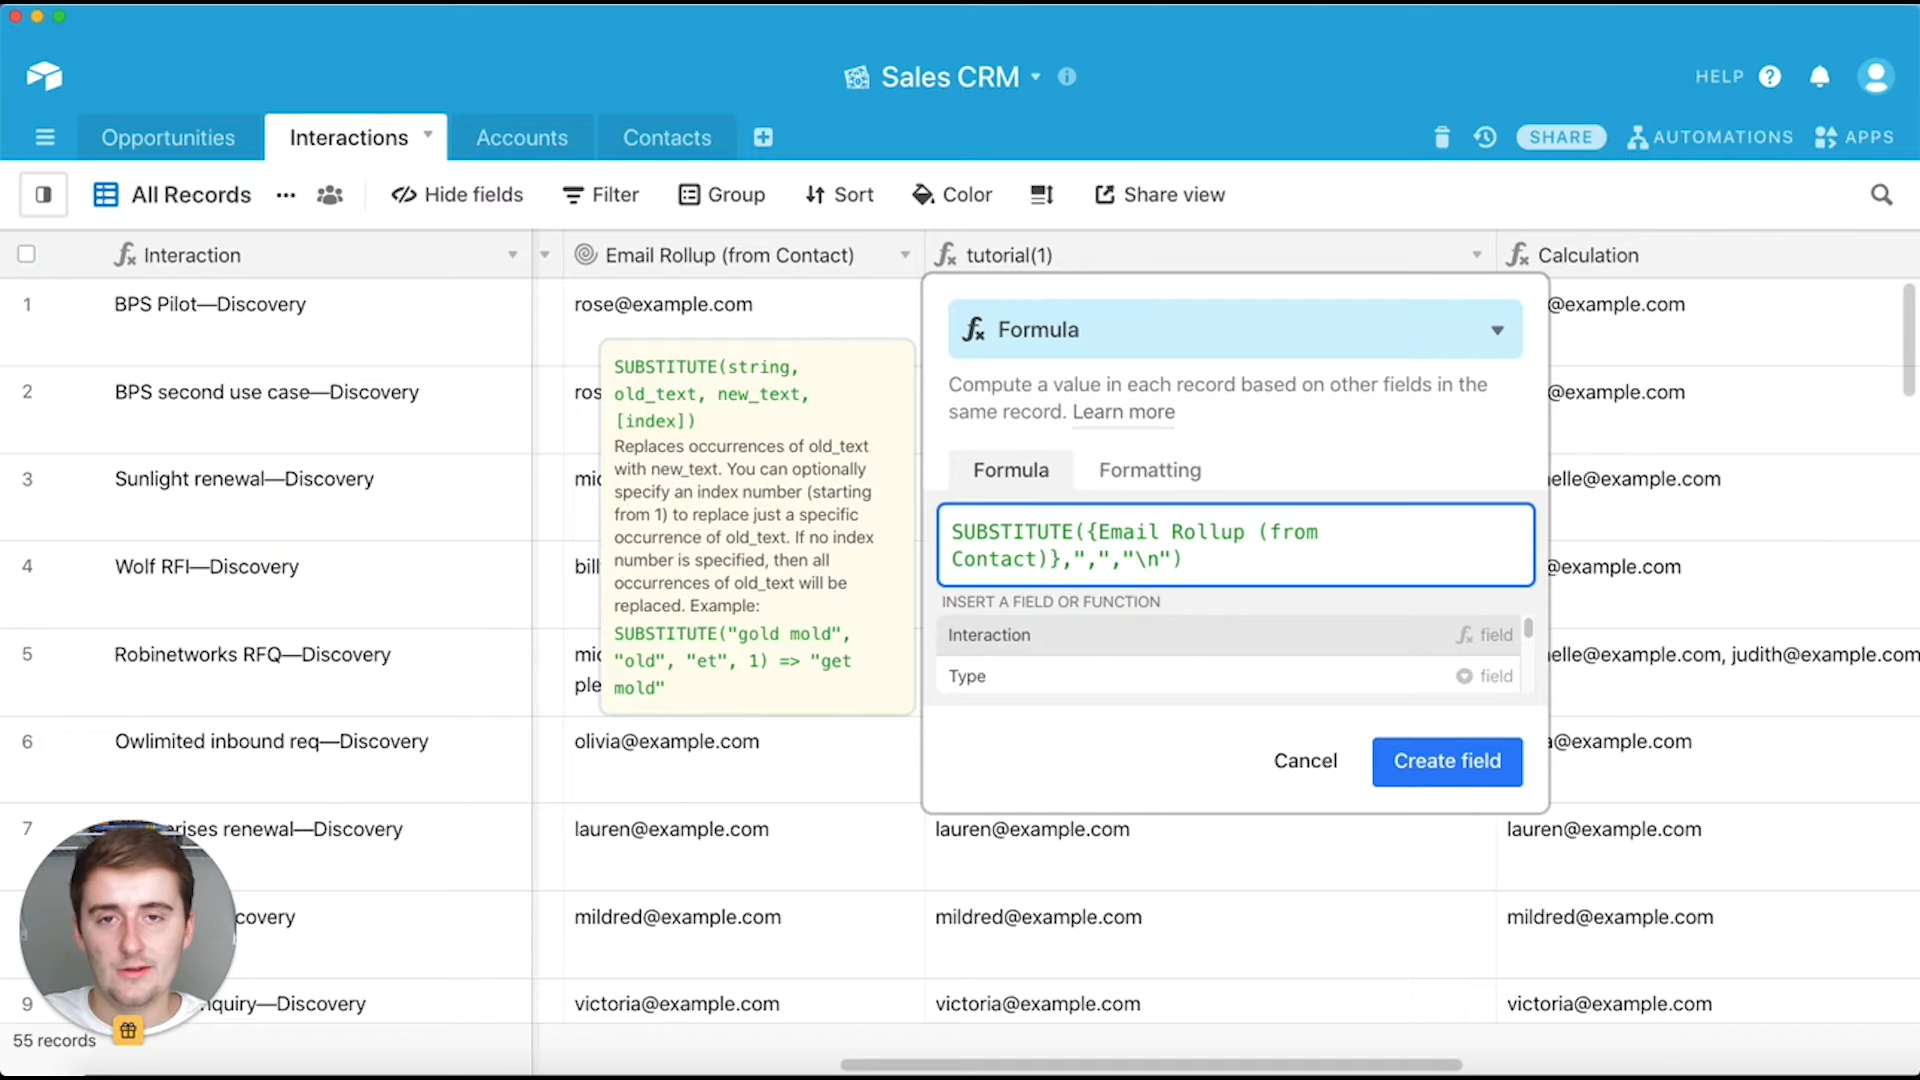 Sales CRM
HELP
Opportunities
Interactions
Accounts
Contacts
SHARE
AUTOMATIONS
APPS
All Records
Hide fields
Filter
Group
Sort
Color
Share view
Interaction
Email Rollup (from Contact)
tutorial(1)
Calculation
1
BPS Pilot—Discovery
rose@example.com
@example.com
2
BPS second use case—Discovery
ros
@example.com
3
Sunlight renewal—Discovery
elle@example.com
4
Wolf RFI—Discovery
bill
@example.com
5
Robinetworks RFQ—Discovery
ple
elle@example.com, judith@example.com
6
Owlimited inbound req—Discovery
olivia@example.com
a@example.com
7
erises renewal—Discovery
lauren@example.com
lauren@example.com
lauren@example.com
covery
mildred@example.com
mildred@example.com
mildred@example.com
9
quiry—Discovery
victoria@example.com
victoria@example.com
victoria@example.com
55 records
SUBSTITUTE(string,
old_text, new_text,
[index])
Replaces occurrences of old_text
with new_text. You can optionally
specify an index number (starting
from 1) to replace just a specific
occurrence of old_text. If no index
number is specified, then all
occurrences of old_text will be
replaced. Example:
SUBSTITUTE("gold mold",
"old", "et", 1) => "get
mold"
Formula
Compute a value in each record based on other fields in the
same record. Learn more
Formula
Formatting
SUBSTITUTE({Email Rollup (from
Contact)},",","\n")
INSERT A FIELD OR FUNCTION
Interaction
field
Type
field
Cancel
Create field